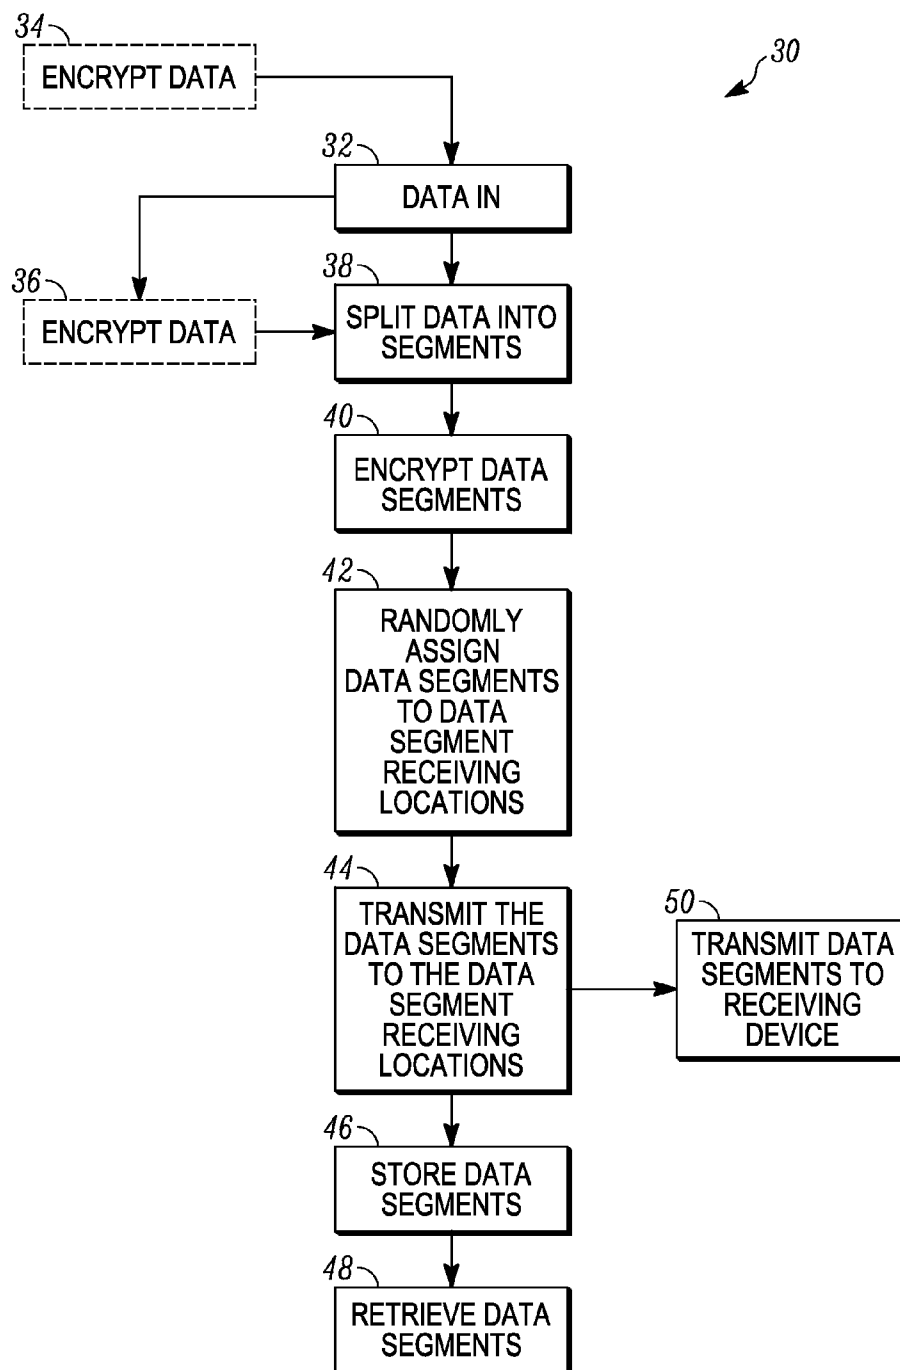 34
ENCRYPT DATA
30
32
DATA IN
36
ENCRYPT DATA
38
SPLIT DATA INTO
SEGMENTS
40
ENCRYPT DATA
SEGMENTS
42
RANDOMLY
ASSIGN
DATA SEGMENTS
TO DATA
SEGMENT
RECEIVING
LOCATIONS
44
TRANSMIT THE
DATA SEGMENTS
TO THE DATA
SEGMENT
RECEIVING
LOCATIONS
50
TRANSMIT DATA
SEGMENTS TO
RECEIVING
DEVICE
46
STORE DATA
SEGMENTS
48
RETRIEVE DATA
SEGMENTS